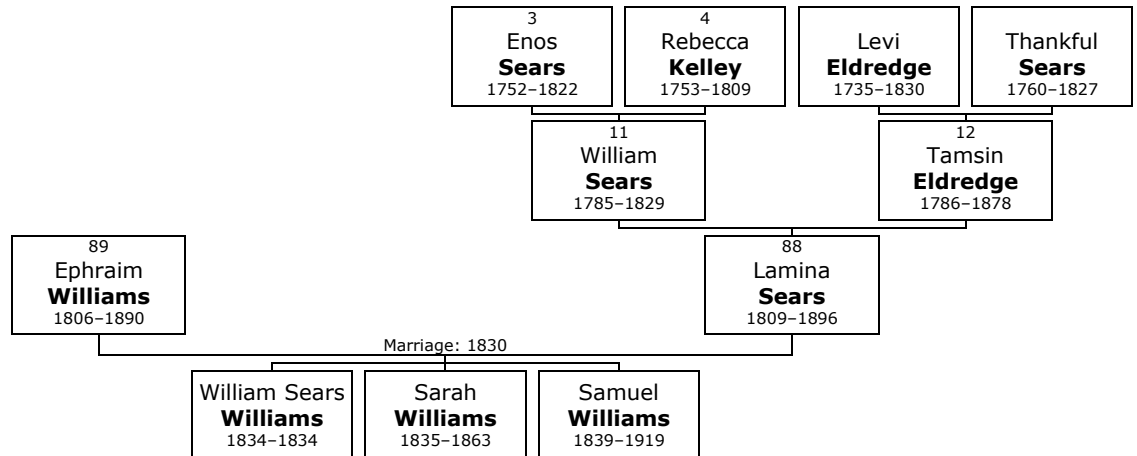 3
Enos
Sears
1752–1822
4
Rebecca
Kelley
1753–1809
Levi
Eldredge
1735–1830
Thankful
Sears
1760–1827
11
William
Sears
1785–1829
12
Tamsin
Eldredge
1786–1878
89
Ephraim
Williams
1806–1890
88
Lamina
Sears
1809–1896
Marriage: 1830
William Sears
Williams
1834–1834
Sarah
Williams
1835–1863
Samuel
Williams
1839–1919